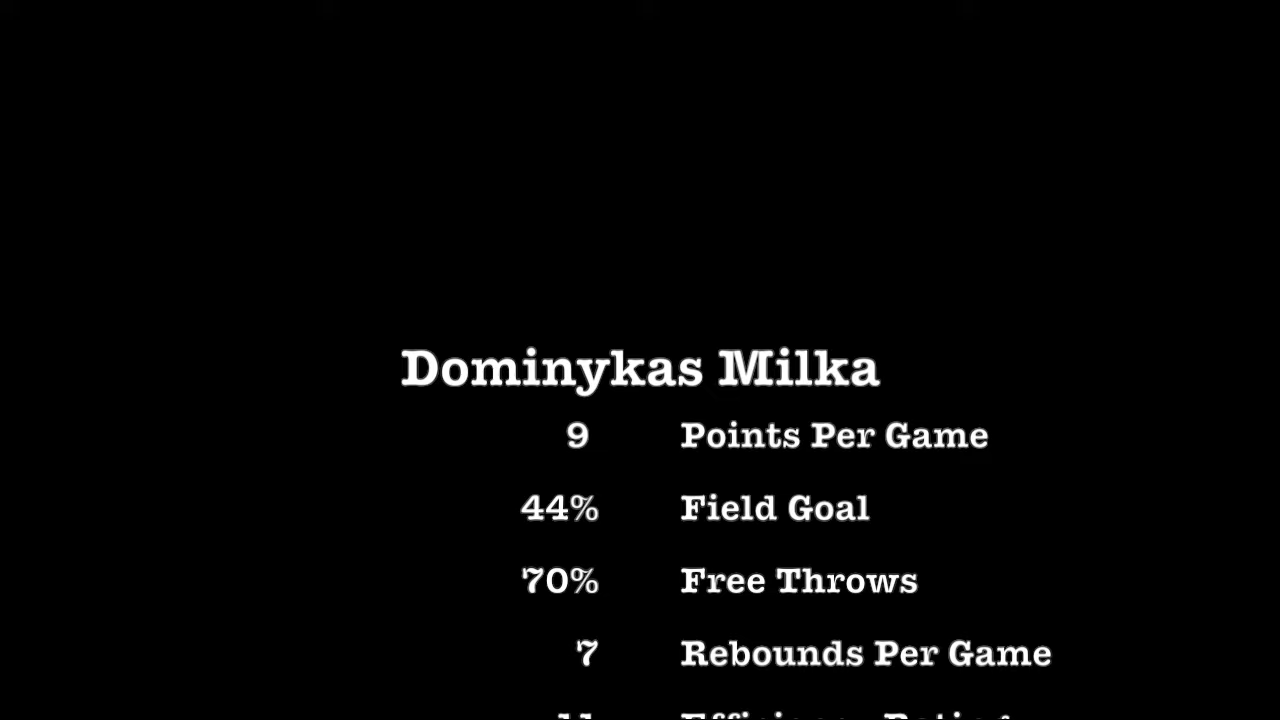 Dominykas Milka
9 Points Per Game
44% Field Goal
70% Free Throws
7 Rebounds Per Game